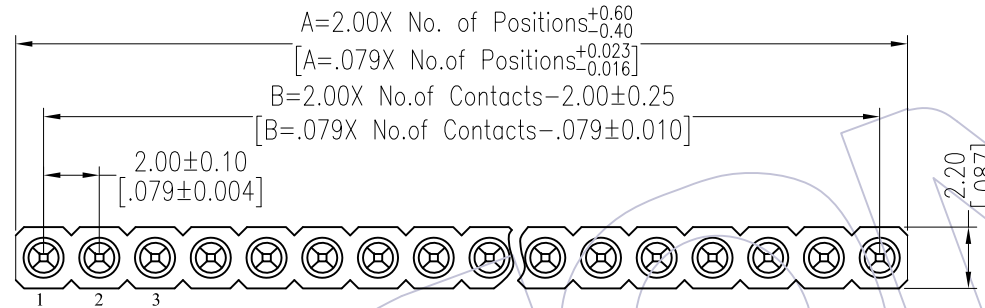 A=2.00X No. of Positions+0.60 −0.40
[A=.079X No.of Positions+0.023 −0.016]
B=2.00X No.of Contacts−2.00±0.25
[B=.079X No.of Contacts−.079±0.010]
2.00±0.10
[.079±0.004]
2.20
[.087]
1 2 3